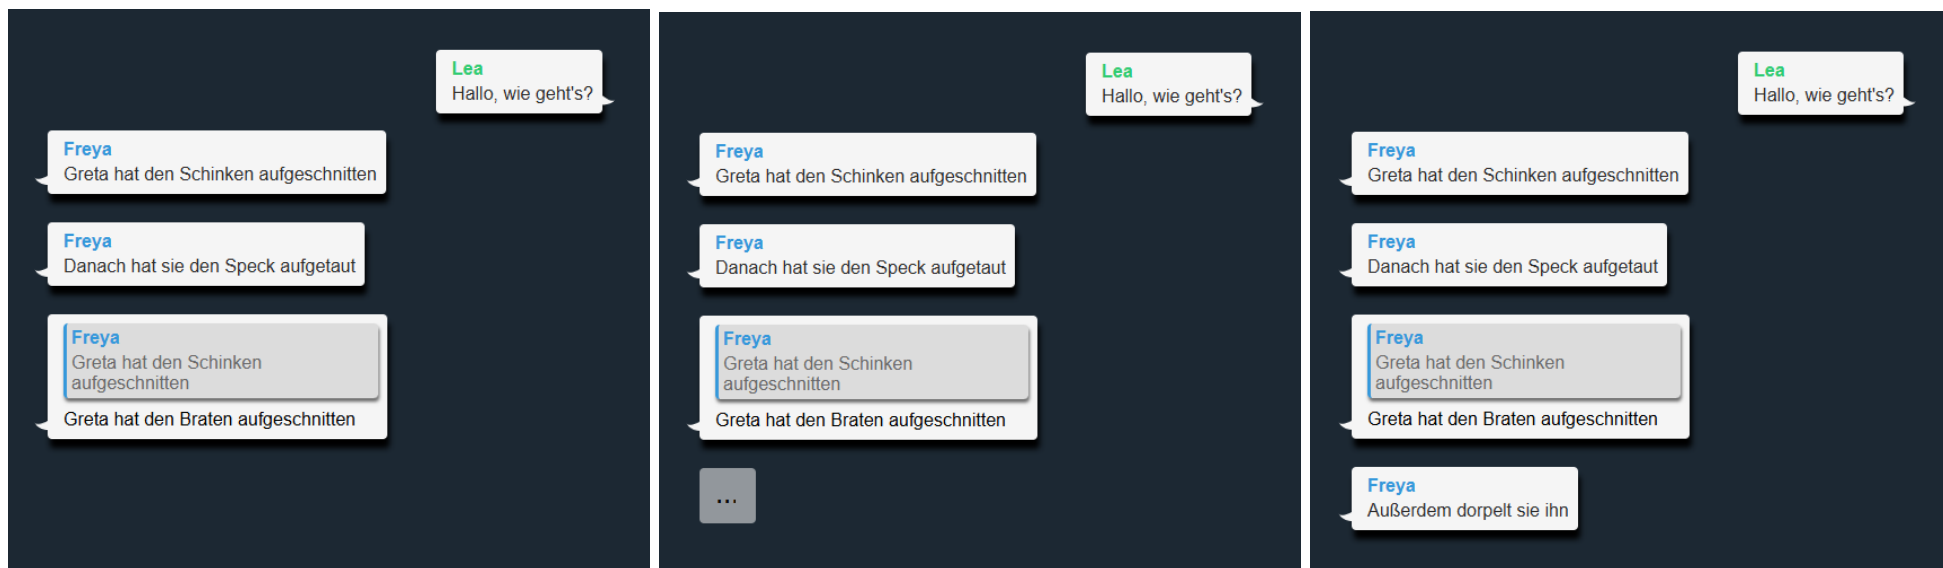 Lea
Hallo, wie geht's?
Freya
Greta hat den Schinken aufgeschnitten
Freya
Danach hat sie den Speck aufgetaut
Freya
Greta hat den Schinken
aufgeschnitten
Greta hat den Braten aufgeschnitten
Lea
Hallo, wie geht's?
Freya
Greta hat den Schinken aufgeschnitten
Freya
Danach hat sie den Speck aufgetaut
Freya
Greta hat den Schinken
aufgeschnitten
Greta hat den Braten aufgeschnitten
...
Lea
Hallo, wie geht's?
Freya
Greta hat den Schinken aufgeschnitten
Freya
Danach hat sie den Speck aufgetaut
Freya
Greta hat den Schinken
aufgeschnitten
Greta hat den Braten aufgeschnitten
Freya
Außerdem dorpelt sie ihn